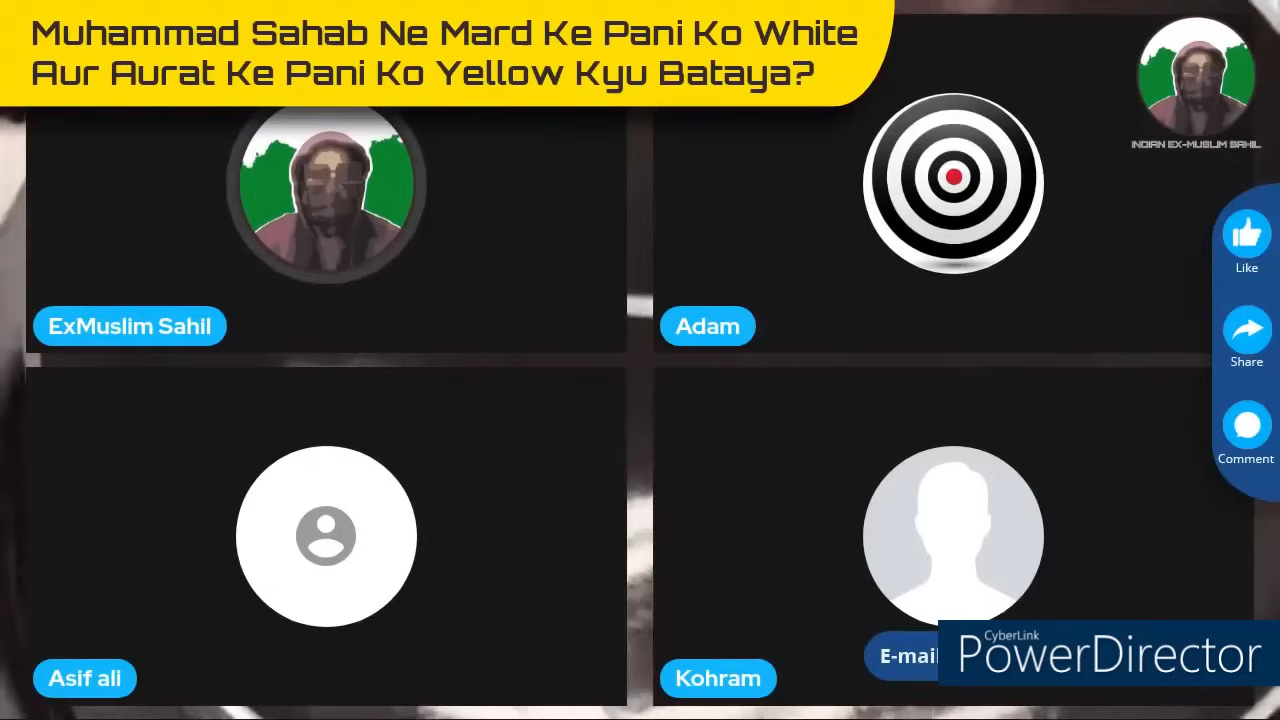 Muhammad Sahab Ne Mard Ke Pani Ko White
Aur Aurat Ke Pani Ko Yellow Kyu Bataya?
INDIAN EX-MUSLIM SAHIL
Like
ExMuslim Sahil
Adam
Share
Comment
E-mail
CyberLink
PowerDirector
Asif ali
Kohram